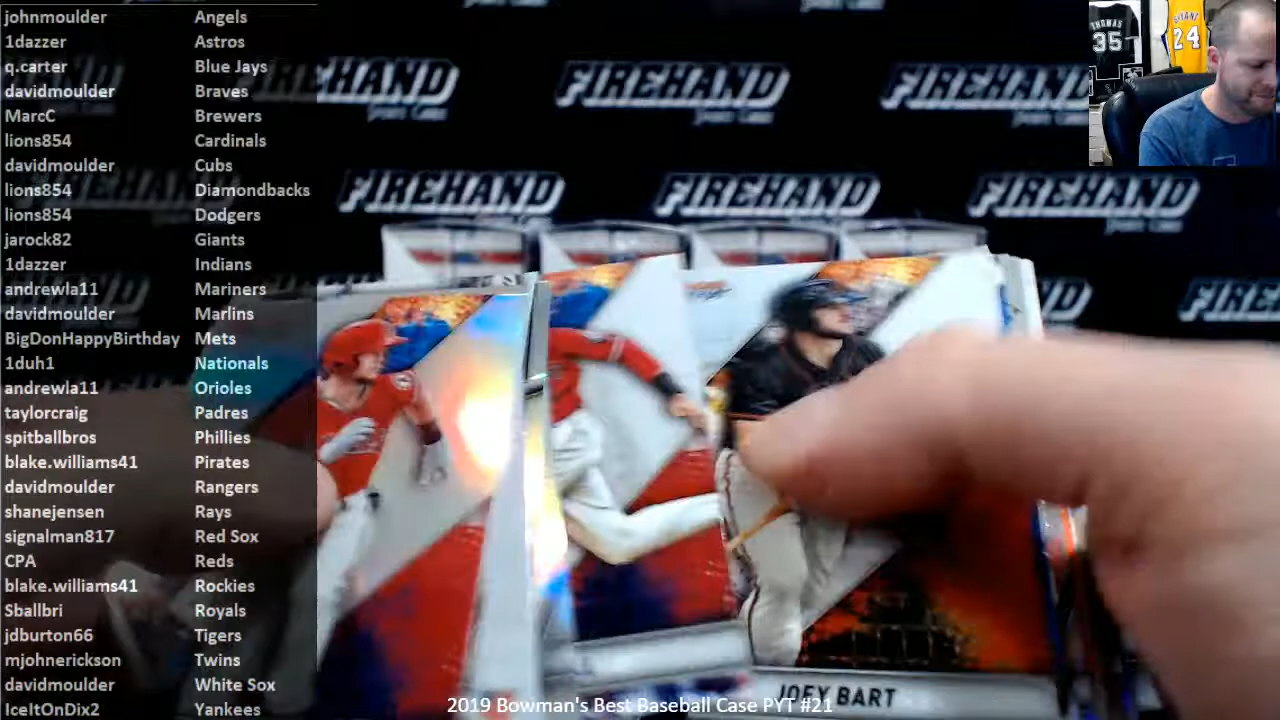 johnmoulder Angels
1dazzer Astros
q.carter Blue Jays
davidmoulder Braves
MarcC Brewers
lions854 Cardinals
davidmoulder Cubs
lions854 Diamondbacks
lions854 Dodgers
jarock82 Giants
1dazzer Indians
andrewla11 Mariners
davidmoulder Marlins
BigDonHappyBirthday Mets
1duh1 Nationals
andrewla11 Orioles
taylorcraig Padres
spitballbros Phillies
blake.williams41 Pirates
davidmoulder Rangers
shanejensen Rays
signalman817 Red Sox
CPA Reds
blake.williams41 Rockies
Sballbri Royals
jdburton66 Tigers
mjohnerickson Twins
davidmoulder White Sox
IceItOnDix2 Yankees
FIREHAND FIREHAND FIREHAND
FIREHAND FIREHAND FIREHAND
THOMAS
35
BRYANT
24
JOEY BART
2019 Bowman's Best Baseball Case PYT #21